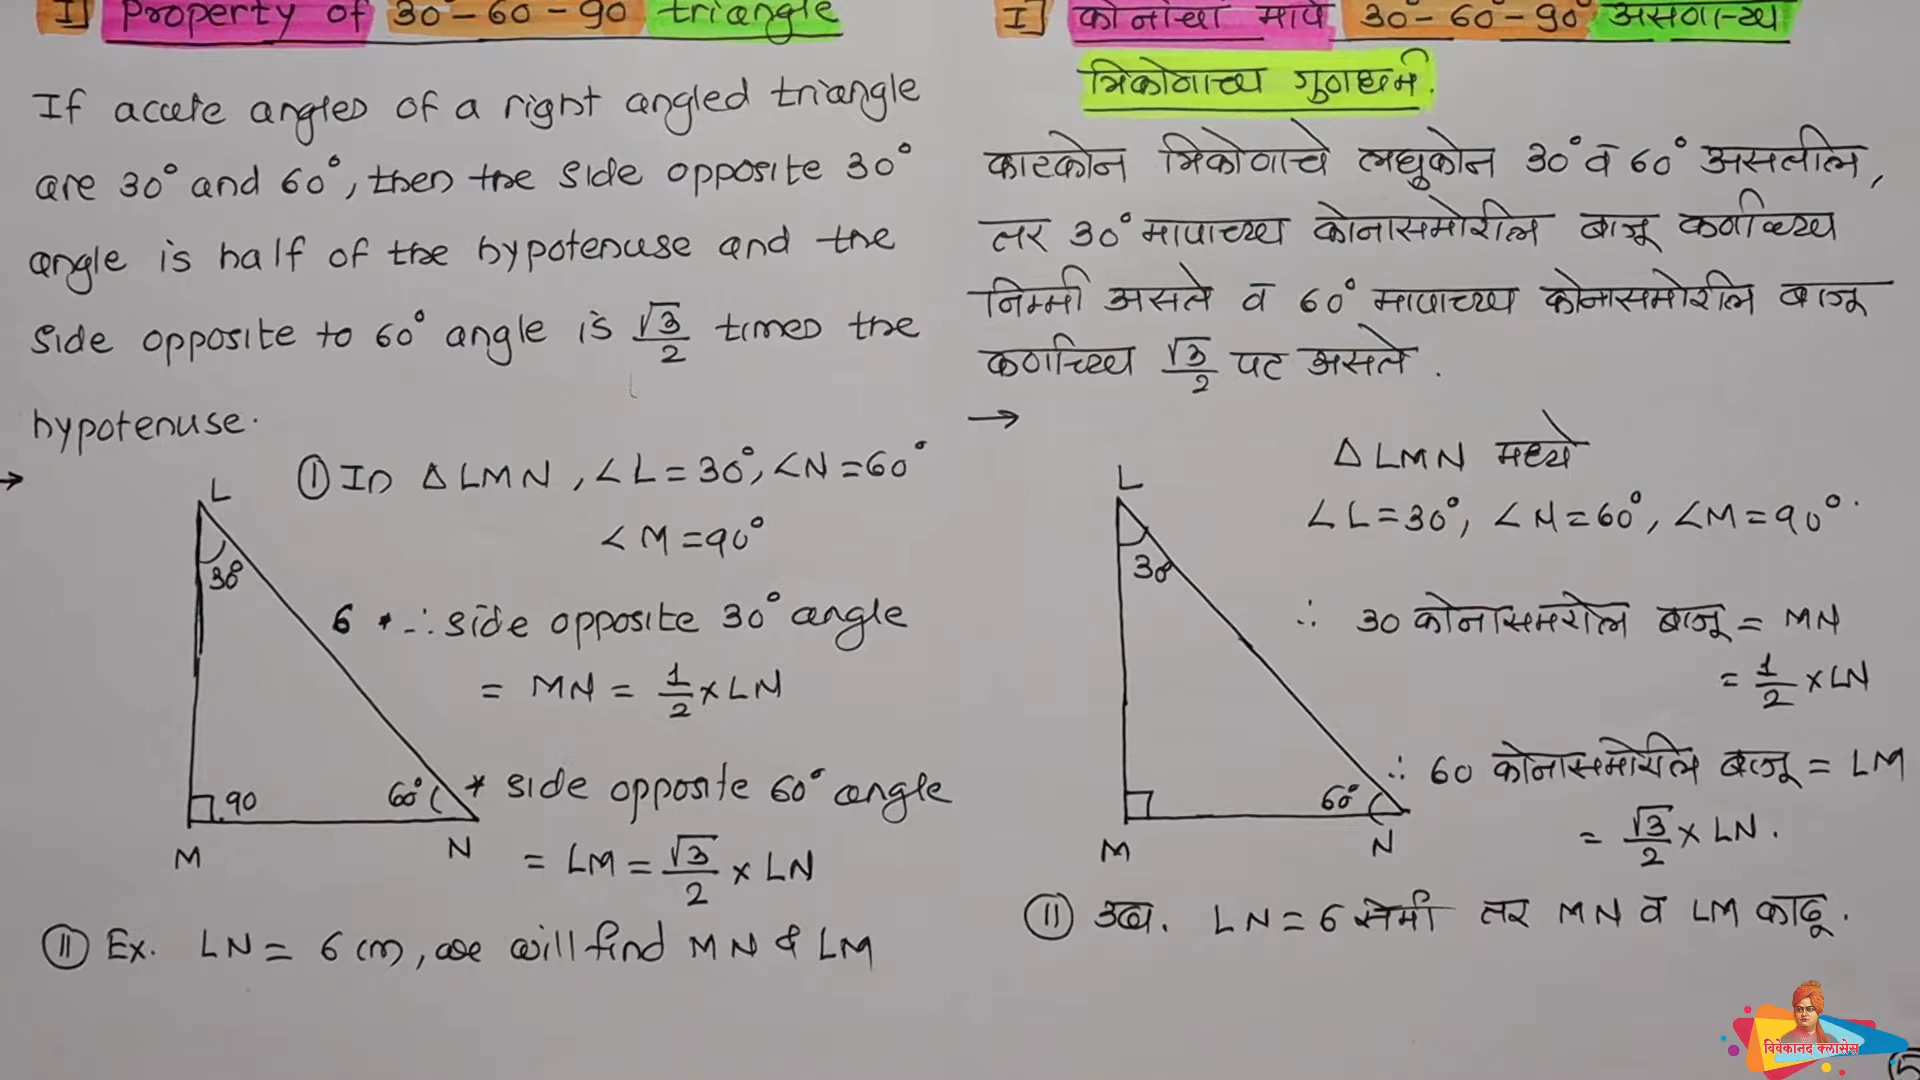 I] Property of 30°-60-90 triangle
If acute angles of a right angled triangle
are 30° and 60°, then the side opposite 30°
angle is half of the hypotenuse and the
side opposite to 60° angle is √3/2 times the
hypotenuse.
→
① In △LMN, ∠L=30°, ∠N=60°
∠M=90°
L
30°
6 * ∴ side opposite 30° angle
= MN = 1/2 × LN
90
60°
* side opposite 60° angle
M
N
= LM = √3/2 × LN
⑪ Ex. LN = 6 cm, we will find MN & LM
I] कोनांचा मापे 30°-60°-90° असणाऱ्या
त्रिकोणाचा गुणधर्म.
काटकोन त्रिकोणाचे लघुकोन 30° व 60° असतील,
तर 30° मापाच्या कोनासमोरील बाजू कर्णाच्या
निम्मी असते व 60° मापाच्या कोनासमोरील बाजू
कर्णाच्या √3/2 पट असते.
→
△LMN मध्ये
L
∠L=30°, ∠N=60°, ∠M=90°.
30
∴ 30 कोनासमरोल बाजू = MN
= 1/2 × LN
∴ 60 कोनासमोरील बाजू = LM
60°
= √3/2 × LN.
M
N
⑪ उदा. LN = 6 सेमी तर MN व LM काढू.
विवेकानंद क्लासेस